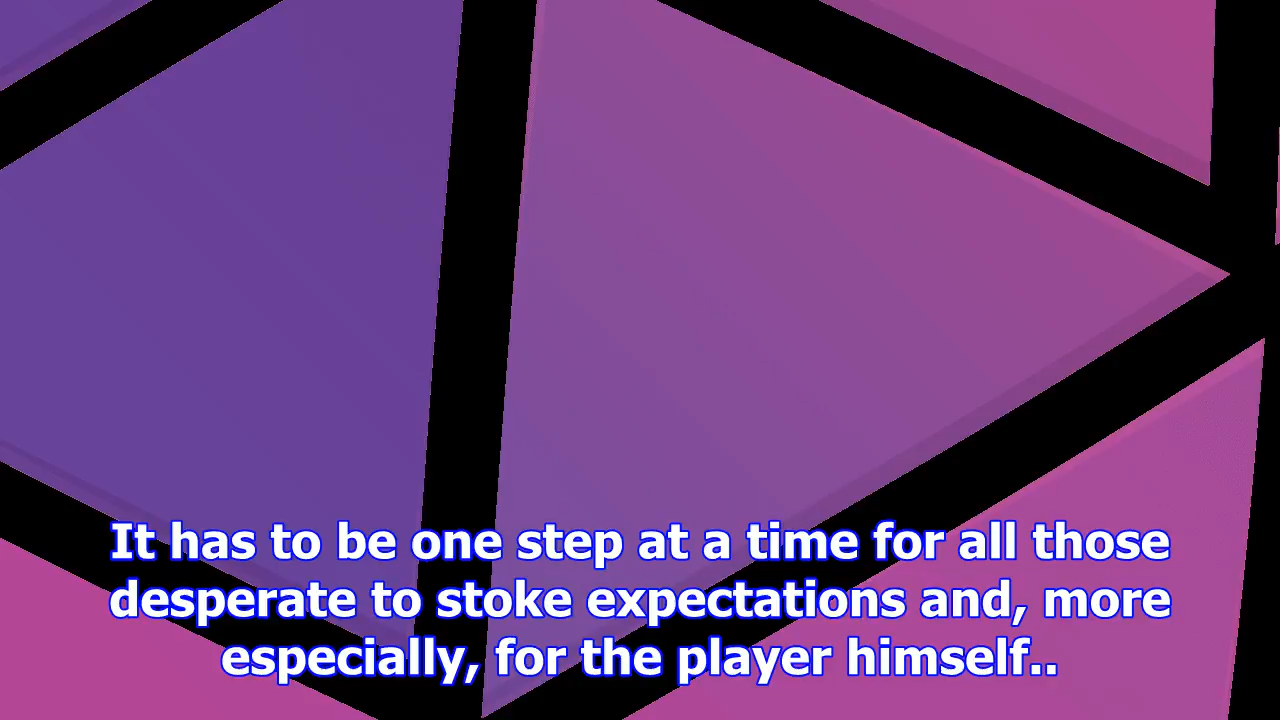 It has to be one step at a time for all those
desperate to stoke expectations and, more
especially, for the player himself..